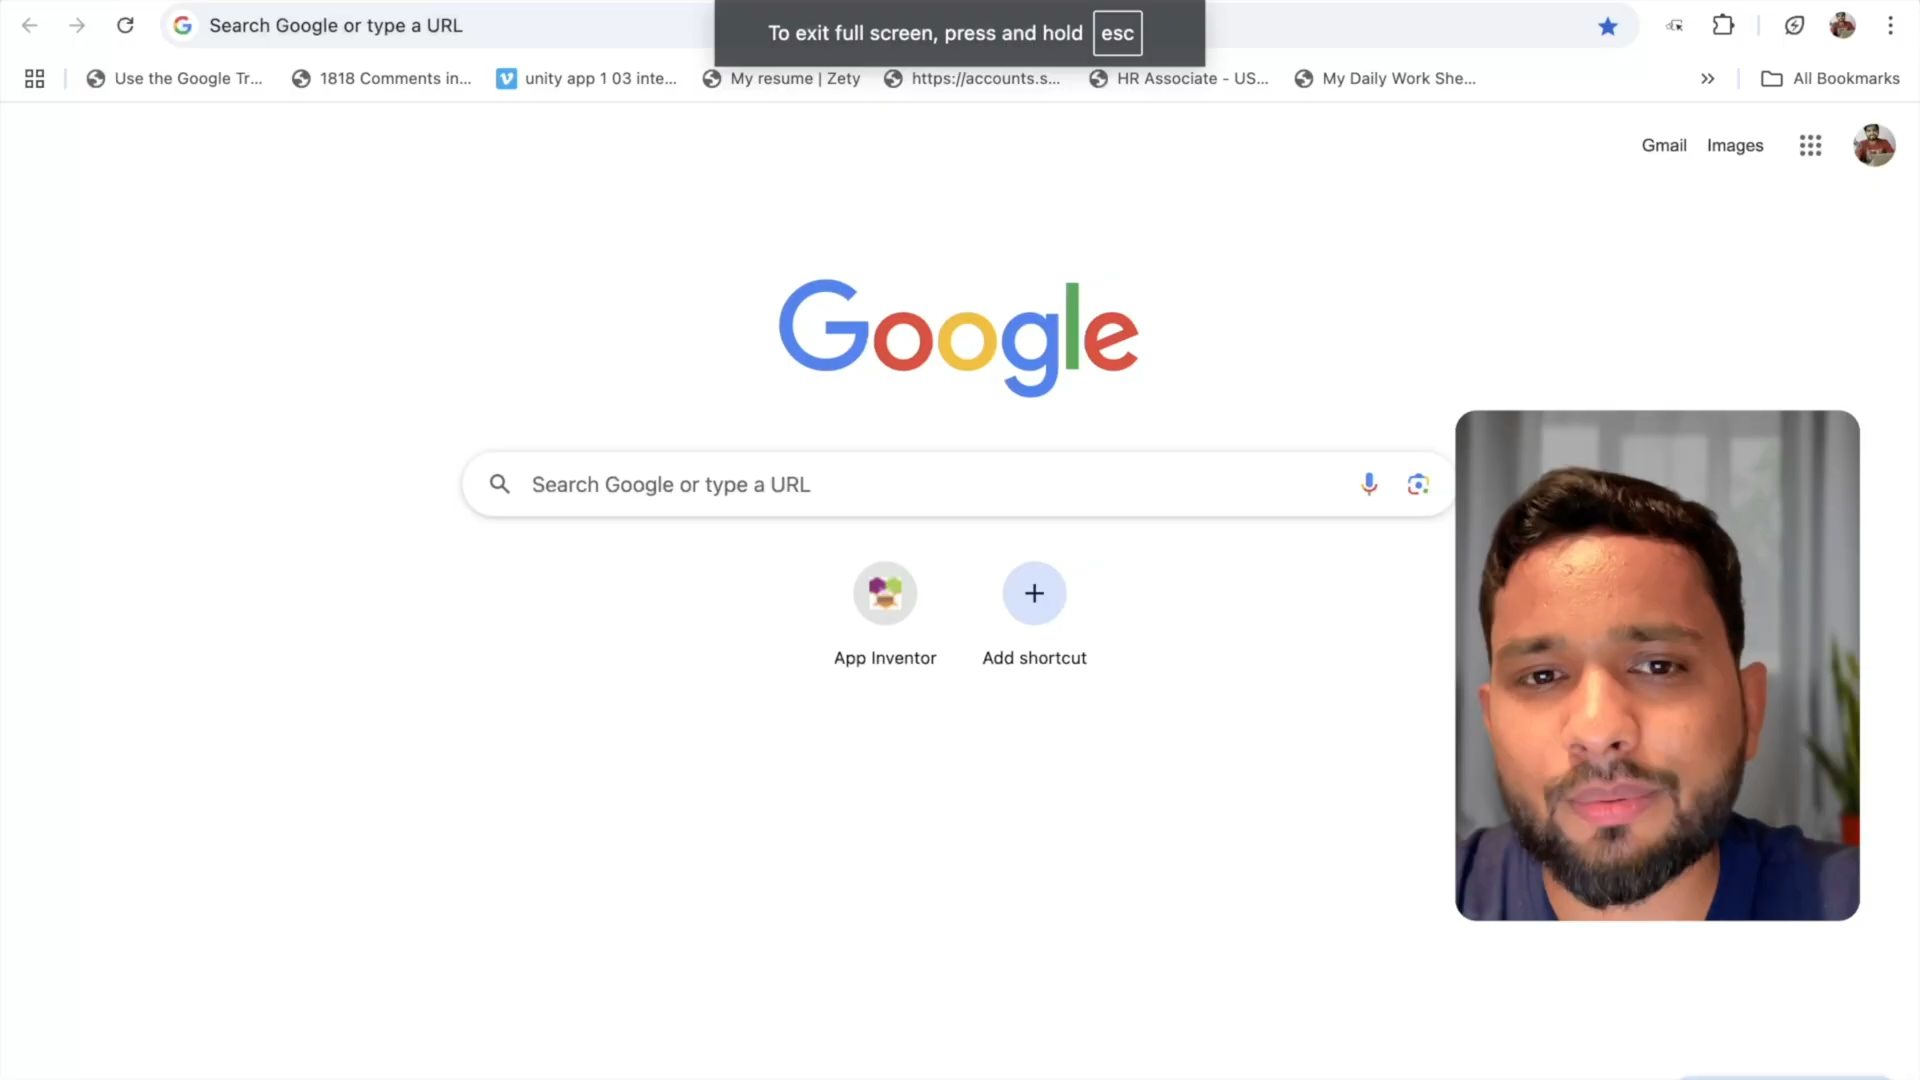 Search Google or type a URL
To exit full screen, press and hold esc
Use the Google Tr...
1818 Comments in...
unity app 1 03 inte...
My resume | Zety
https://accounts.s...
HR Associate - US...
My Daily Work She...
All Bookmarks
Gmail
Images
Google
Search Google or type a URL
App Inventor
Add shortcut